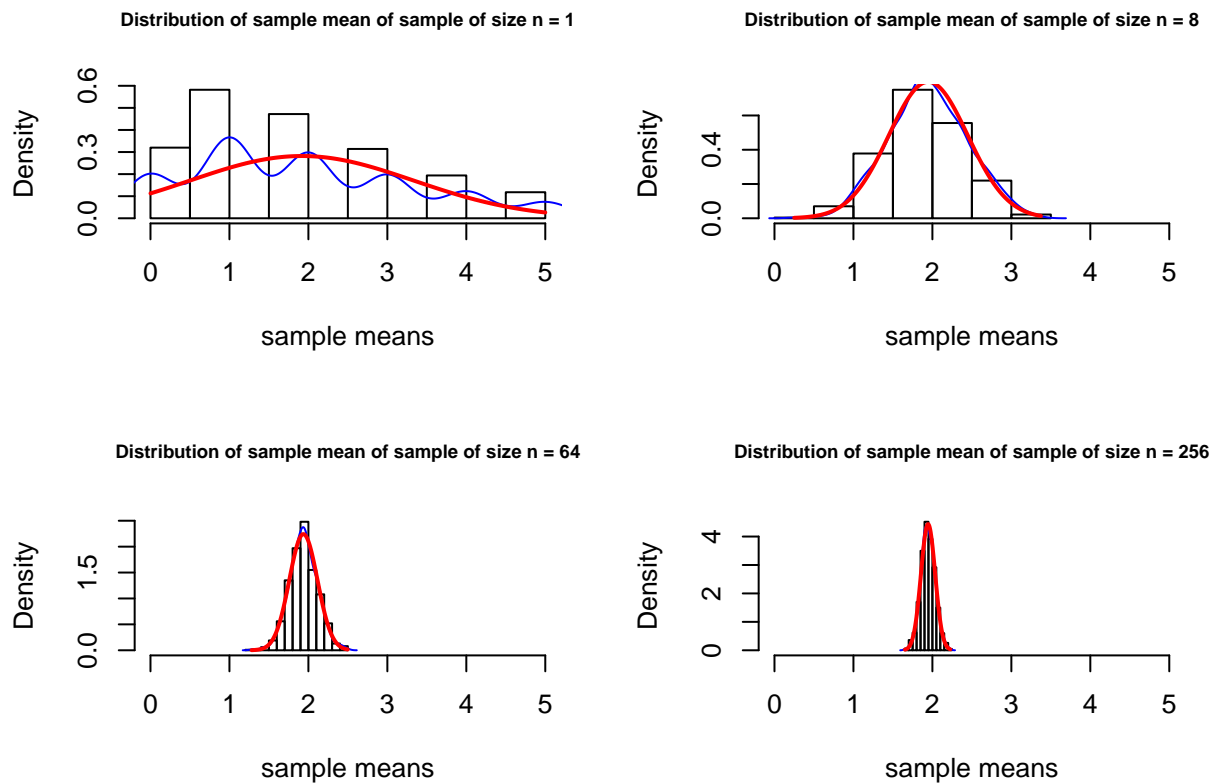 Distribution of sample mean of sample of size n = 1
Density
0.0 0.3 0.6
0 1 2 3 4 5
sample means
Distribution of sample mean of sample of size n = 8
Density
0.0 0.4
0 1 2 3 4 5
sample means
Distribution of sample mean of sample of size n = 64
Density
0.0 1.5
0 1 2 3 4 5
sample means
Distribution of sample mean of sample of size n = 256
Density
0 2 4
0 1 2 3 4 5
sample means